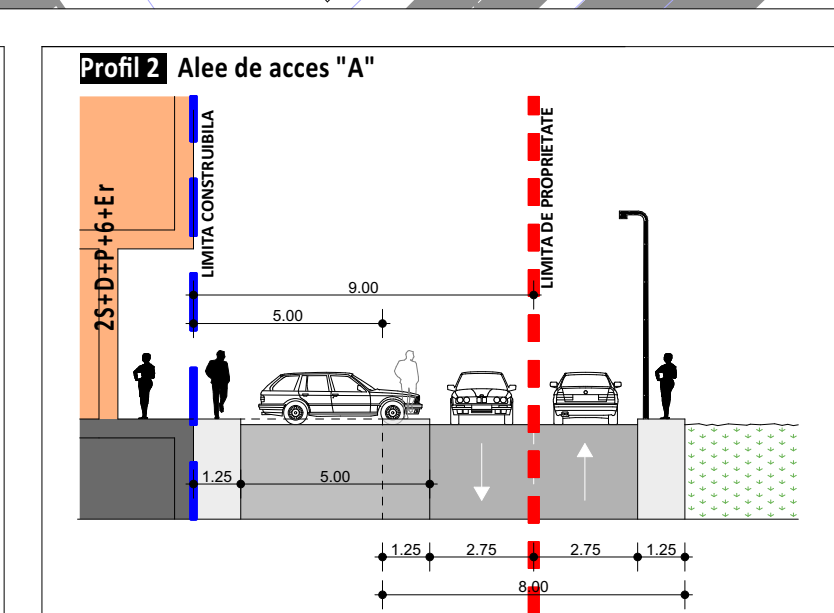 Profil 2 Alee de acces "A"
2S+D+P+6+Er
LIMITA CONSTRUIBILA
LIMITA DE PROPRIETATE
9.00
5.00
1.25
5.00
1.25
2.75
2.75
1.25
8.00